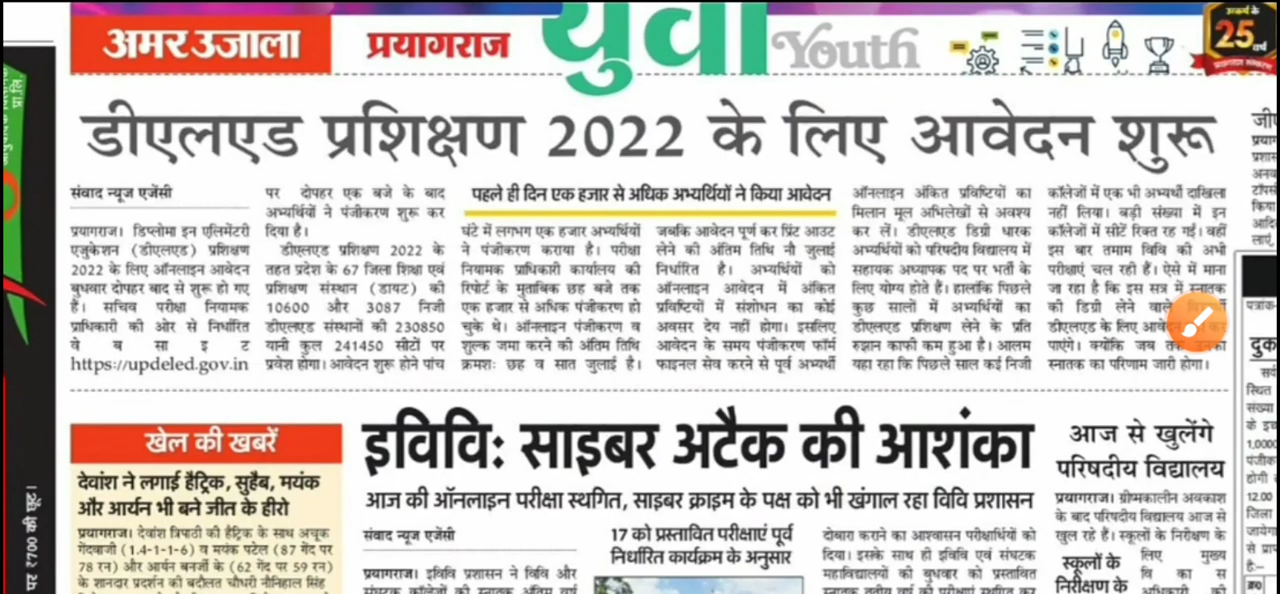 अमर उजाला
प्रयागराज
युवा
Youth
25
वर्ष
डीएलएड प्रशिक्षण 2022 के लिए आवेदन शुरू
संवाद न्यूज एजेंसी
प्रयागराज। डिप्लोमा इन एलिमेंटरी
एजुकेशन (डीएलएड) प्रशिक्षण
2022 के लिए ऑनलाइन आवेदन
बुधवार दोपहर बाद से शुरू हो गए
हैं। सचिव परीक्षा नियामक
प्राधिकारी की ओर से निर्धारित
वे ब सा इ ट
https://updeled.gov.in
पर दोपहर एक बजे के बाद
अभ्यर्थियों ने पंजीकरण शुरू कर
दिया है।
डीएलएड प्रशिक्षण 2022 के
तहत प्रदेश के 67 जिला शिक्षा एवं
प्रशिक्षण संस्थान (डायट) की
10600 और 3087 निजी
डीएलएड संस्थानों की 230850
यानी कुल 241450 सीटों पर
प्रवेश होगा। आवेदन शुरू होने पांच
पहले ही दिन एक हजार से अधिक अभ्यर्थियों ने किया आवेदन
घंटे में लगभग एक हजार अभ्यर्थियों
ने पंजीकरण कराया है। परीक्षा
नियामक प्राधिकारी कार्यालय की
रिपोर्ट के मुताबिक छह बजे तक
एक हजार से अधिक पंजीकरण हो
चुके थे। ऑनलाइन पंजीकरण व
शुल्क जमा करने की अंतिम तिथि
क्रमशः छह व सात जुलाई है।
जबकि आवेदन पूर्ण कर प्रिंट आउट
लेने की अंतिम तिथि नौ जुलाई
निर्धारित है। अभ्यर्थियों को
ऑनलाइन आवेदन में अंकित
प्रविष्टियों में संशोधन का कोई
अवसर देय नहीं होगा। इसलिए
आवेदन के समय पंजीकरण फॉर्म
फाइनल सेव करने से पूर्व अभ्यर्थी
ऑनलाइन अंकित प्रविष्टियों का
मिलान मूल अभिलेखों से अवश्य
कर लें। डीएलएड डिग्री धारक
अभ्यर्थियों को परिषदीय विद्यालय में
सहायक अध्यापक पद पर भर्ती के
लिए योग्य होते हैं। हालांकि पिछले
कुछ सालों में अभ्यर्थियों का
डीएलएड प्रशिक्षण लेने के प्रति
रुझान काफी कम हुआ है। आलम
यहा रहा कि पिछले साल कई निजी
कॉलेजों में एक भी अभ्यर्थी दाखिला
नहीं लिया। बड़ी संख्या में इन
कॉलेजों में सीटें रिक्त रह गईं। वहीं
इस बार तमाम विवि की अभी
परीक्षाएं चल रही हैं। ऐसे में माना
जा रहा है कि इस सत्र में स्नातक
की डिग्री लेने वाले
डीएलएड के लिए कर
पाएंगे। क्योंकि जब तक उनका
स्नातक का परिणाम जारी होगा।
खेल की खबरें
देवांश ने लगाई हैट्रिक, सुहैब, मयंक
और आर्यन भी बने जीत के हीरो
प्रयागराज। देवांश त्रिपाठी की हैट्रिक के साथ अचूक
गेंदबाजी (1.4-1-1-6) व मयंक पटेल (87 गेंद पर
78 रन) और आर्यन बनर्जी के (62 गेंद पर 59 रन)
के शानदार प्रदर्शन की बदौलत चौधरी नौनिहाल सिंह
इविवि: साइबर अटैक की आशंका
आज की ऑनलाइन परीक्षा स्थगित, साइबर क्राइम के पक्ष को भी खंगाल रहा विवि प्रशासन
संवाद न्यूज एजेंसी
प्रयागराज। इविवि प्रशासन ने विवि और
17 को प्रस्तावित परीक्षाएं पूर्व
निर्धारित कार्यक्रम के अनुसार
दोबारा कराने का आश्वासन परीक्षार्थियों को
दिया। इसके साथ ही इविवि एवं संघटक
महाविद्यालयों की बुधवार को प्रस्तावित
आज से खुलेंगे
परिषदीय विद्यालय
प्रयागराज। ग्रीष्मकालीन अवकाश
के बाद परिषदीय विद्यालय आज से
खुल रहे हैं। स्कूलों के निरीक्षण के
स्कूलों के
निरीक्षण के
लिए मुख्य
पर ₹700 की छूट।